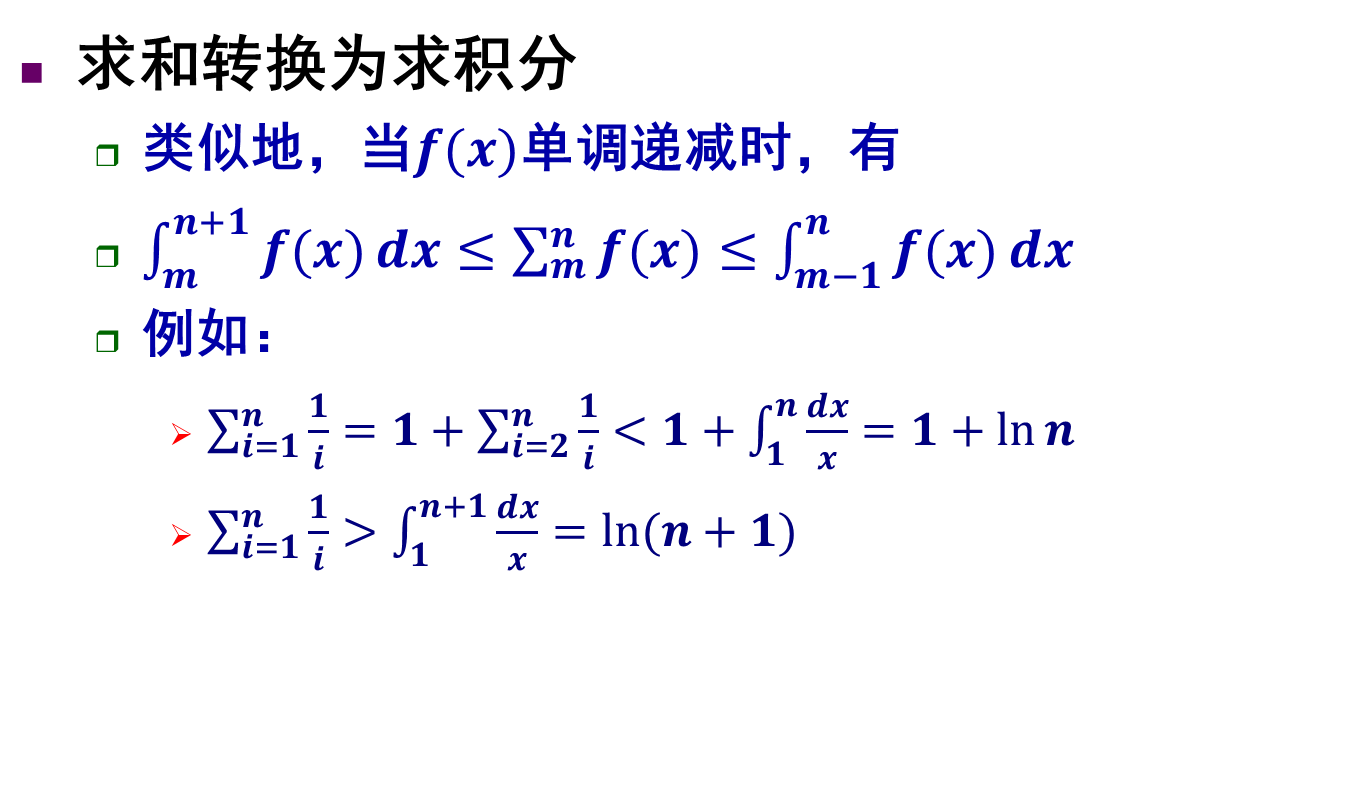 求和转换为求积分
类似地，当f(x)单调递减时，有
∫_m^{n+1} f(x) dx ≤ ∑_m^n f(x) ≤ ∫_{m−1}^n f(x) dx
例如：
∑_{i=1}^n 1/i = 1 + ∑_{i=2}^n 1/i < 1 + ∫_1^n dx/x = 1 + ln n
∑_{i=1}^n 1/i > ∫_1^{n+1} dx/x = ln(n + 1)